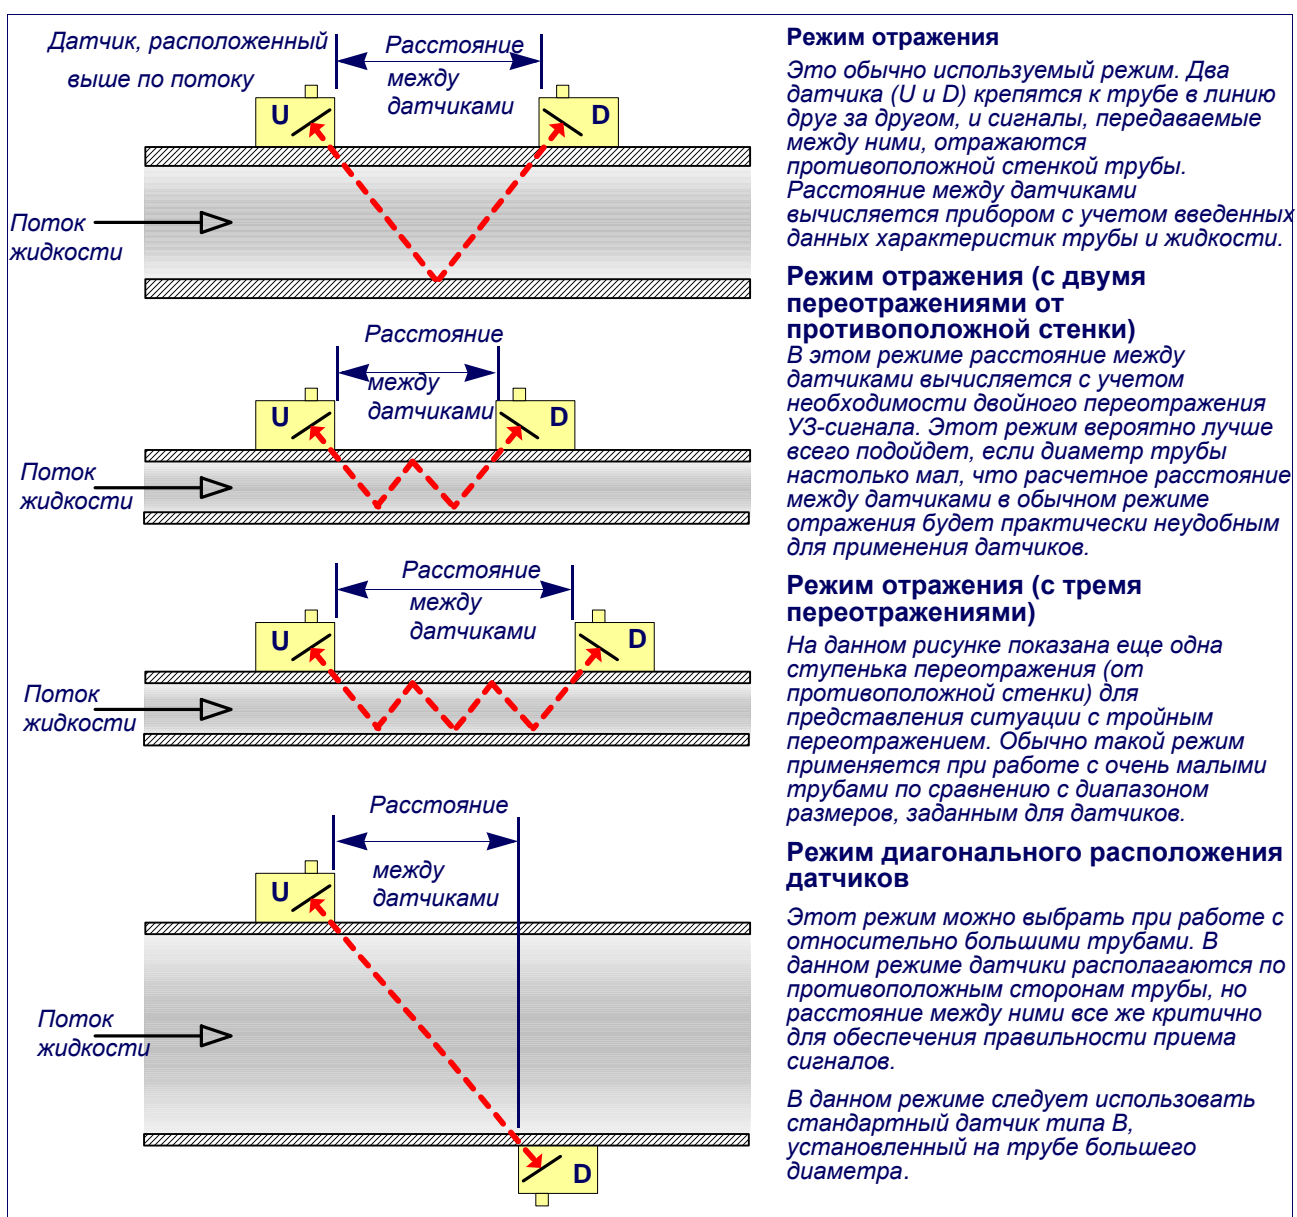 Датчик, расположенный
выше по потоку
Расстояние
между
датчиками
U
D
Поток
жидкости
Расстояние
между
датчиками
U
D
Поток
жидкости
Расстояние
между
датчиками
U
D
Поток
жидкости
Расстояние
между
датчиками
U
Поток
жидкости
D
Режим отражения
Это обычно используемый режим. Два
датчика (U и D) крепятся к трубе в линию
друг за другом, и сигналы, передаваемые
между ними, отражаются
противоположной стенкой трубы.
Расстояние между датчиками
вычисляется прибором с учетом введенных
данных характеристик трубы и жидкости.
Режим отражения (с двумя
переотражениями от
противоположной стенки)
В этом режиме расстояние между
датчиками вычисляется с учетом
необходимости двойного переотражения
УЗ-сигнала. Этот режим вероятно лучше
всего подойдет, если диаметр трубы
настолько мал, что расчетное расстояние
между датчиками в обычном режиме
отражения будет практически неудобным
для применения датчиков.
Режим отражения (с тремя
переотражениями)
На данном рисунке показана еще одна
ступенька переотражения (от
противоположной стенки) для
представления ситуации с тройным
переотражением. Обычно такой режим
применяется при работе с очень малыми
трубами по сравнению с диапазоном
размеров, заданным для датчиков.
Режим диагонального расположения
датчиков
Этот режим можно выбрать при работе с
относительно большими трубами. В
данном режиме датчики располагаются по
противоположным сторонам трубы, но
расстояние между ними все же критично
для обеспечения правильности приема
сигналов.
В данном режиме следует использовать
стандартный датчик типа В,
установленный на трубе большего
диаметра.